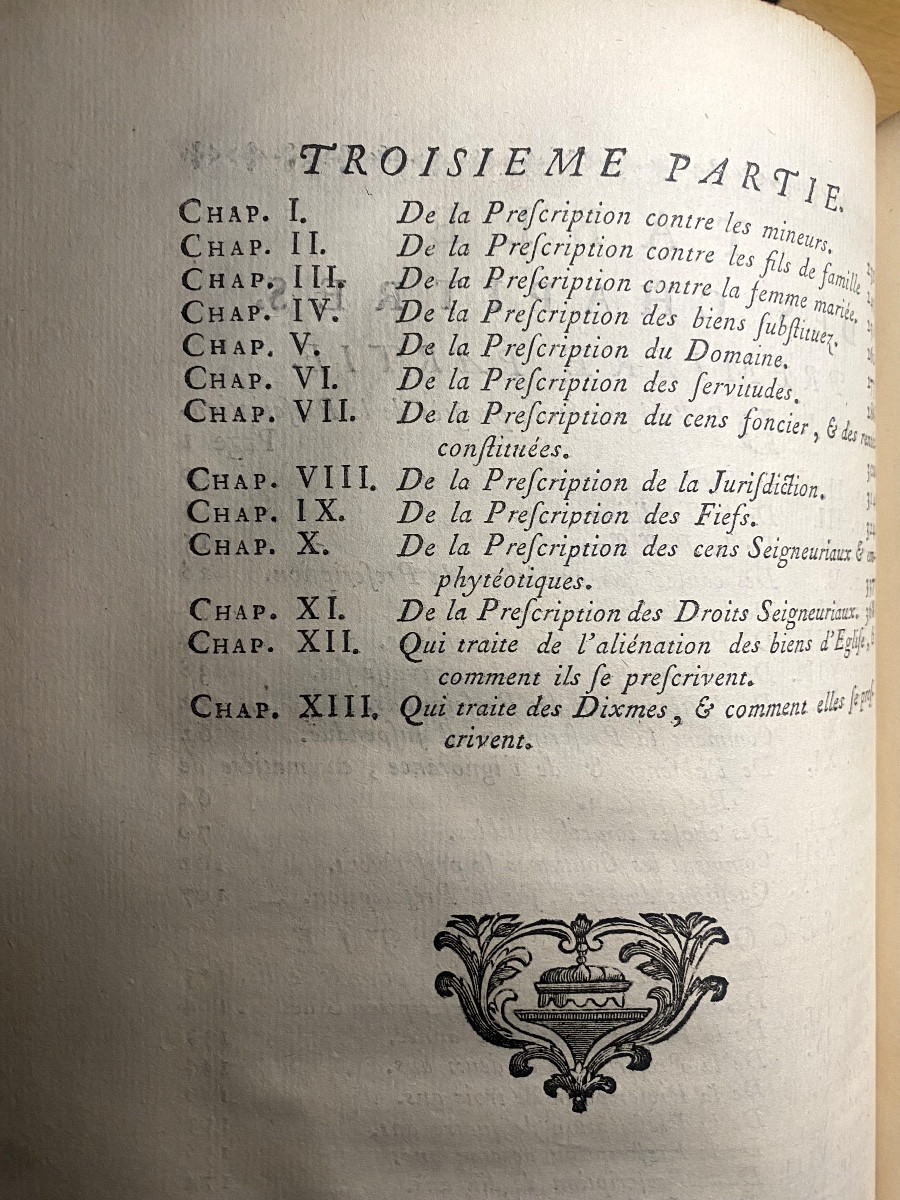 TROISIEME PARTIE.
CHAP. I. De la Preſcription contre les mineurs.
CHAP. II. De la Preſcription contre les fils de famille
CHAP. III. De la Preſcription contre la femme mariée.
CHAP. IV. De la Preſcription des biens ſubſtituez.
CHAP. V. De la Preſcription du Domaine.
CHAP. VI. De la Preſcription des ſervitudes.
CHAP. VII. De la Preſcription du cens foncier, & des
conſtituées.
CHAP. VIII. De la Preſcription de la Juriſdiction.
CHAP. IX. De la Preſcription des Fiefs.
CHAP. X. De la Preſcription des cens Seigneuriaux &
phytéotiques.
CHAP. XI. De la Preſcription des Droits Seigneuriaux.
CHAP. XII. Qui traite de l'aliénation des biens d'Egliſe,
comment ils ſe preſcrivent.
CHAP. XIII. Qui traite des Dixmes, & comment elles ſe preſ-
crivent.